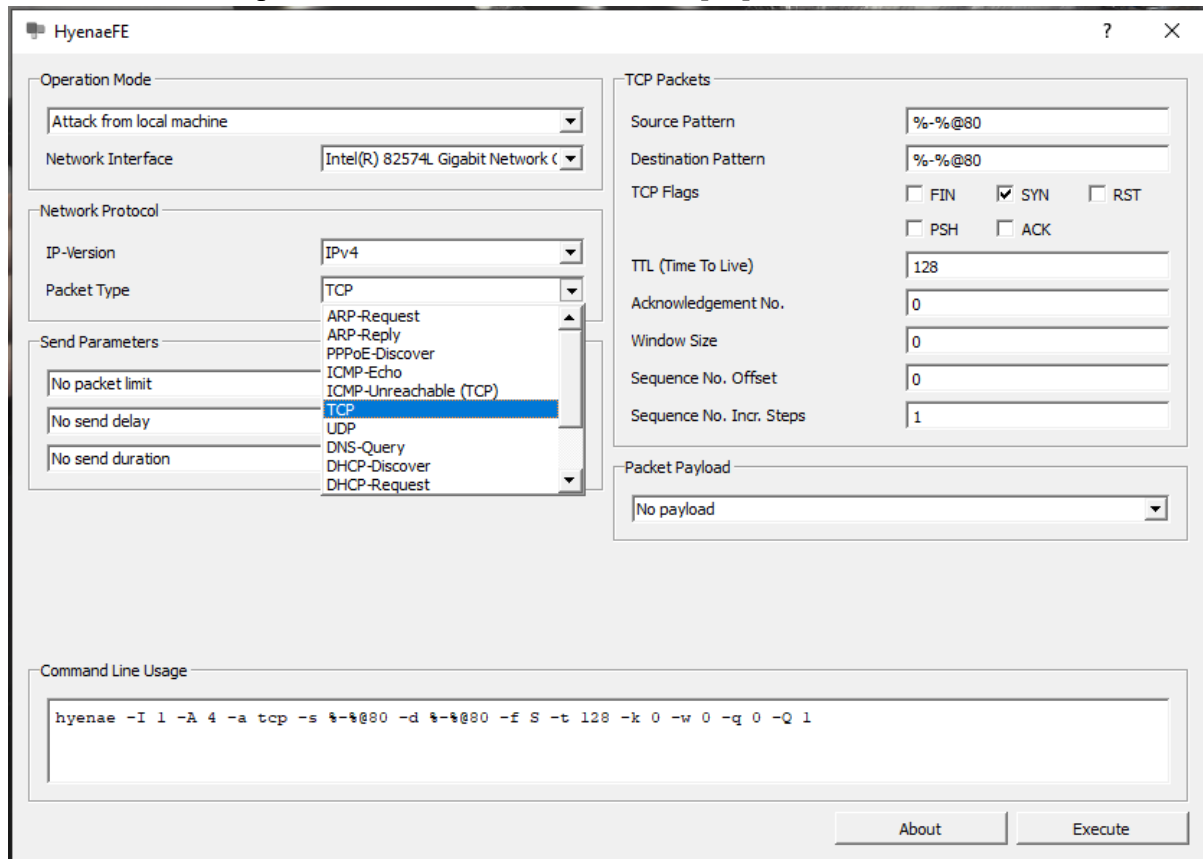 HyenaeFE
?
Operation Mode
Attack from local machine
Network Interface
Intel(R) 82574L Gigabit Network (
Network Protocol
IP-Version
IPv4
Packet Type
TCP
ARP-Request
ARP-Reply
PPPoE-Discover
ICMP-Echo
ICMP-Unreachable (TCP)
TCP
UDP
DNS-Query
DHCP-Discover
DHCP-Request
Send Parameters
No packet limit
No send delay
No send duration
TCP Packets
Source Pattern
%-%@80
Destination Pattern
%-%@80
TCP Flags
FIN SYN RST
PSH ACK
TTL (Time To Live)
128
Acknowledgement No.
0
Window Size
0
Sequence No. Offset
0
Sequence No. Incr. Steps
1
Packet Payload
No payload
Command Line Usage
hyenae -I 1 -A 4 -a tcp -s %-%@80 -d %-%@80 -f S -t 128 -k 0 -w 0 -q 0 -Q 1
About
Execute